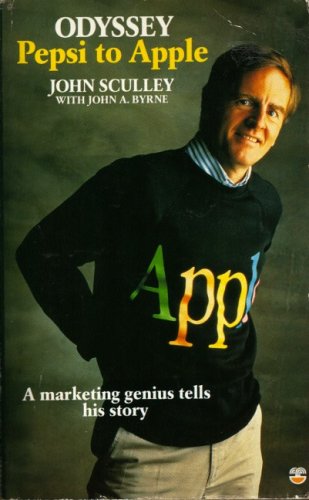 ODYSSEY
Pepsi to Apple
JOHN SCULLEY
WITH JOHN A. BYRNE
Appl
A marketing genius tells
his story